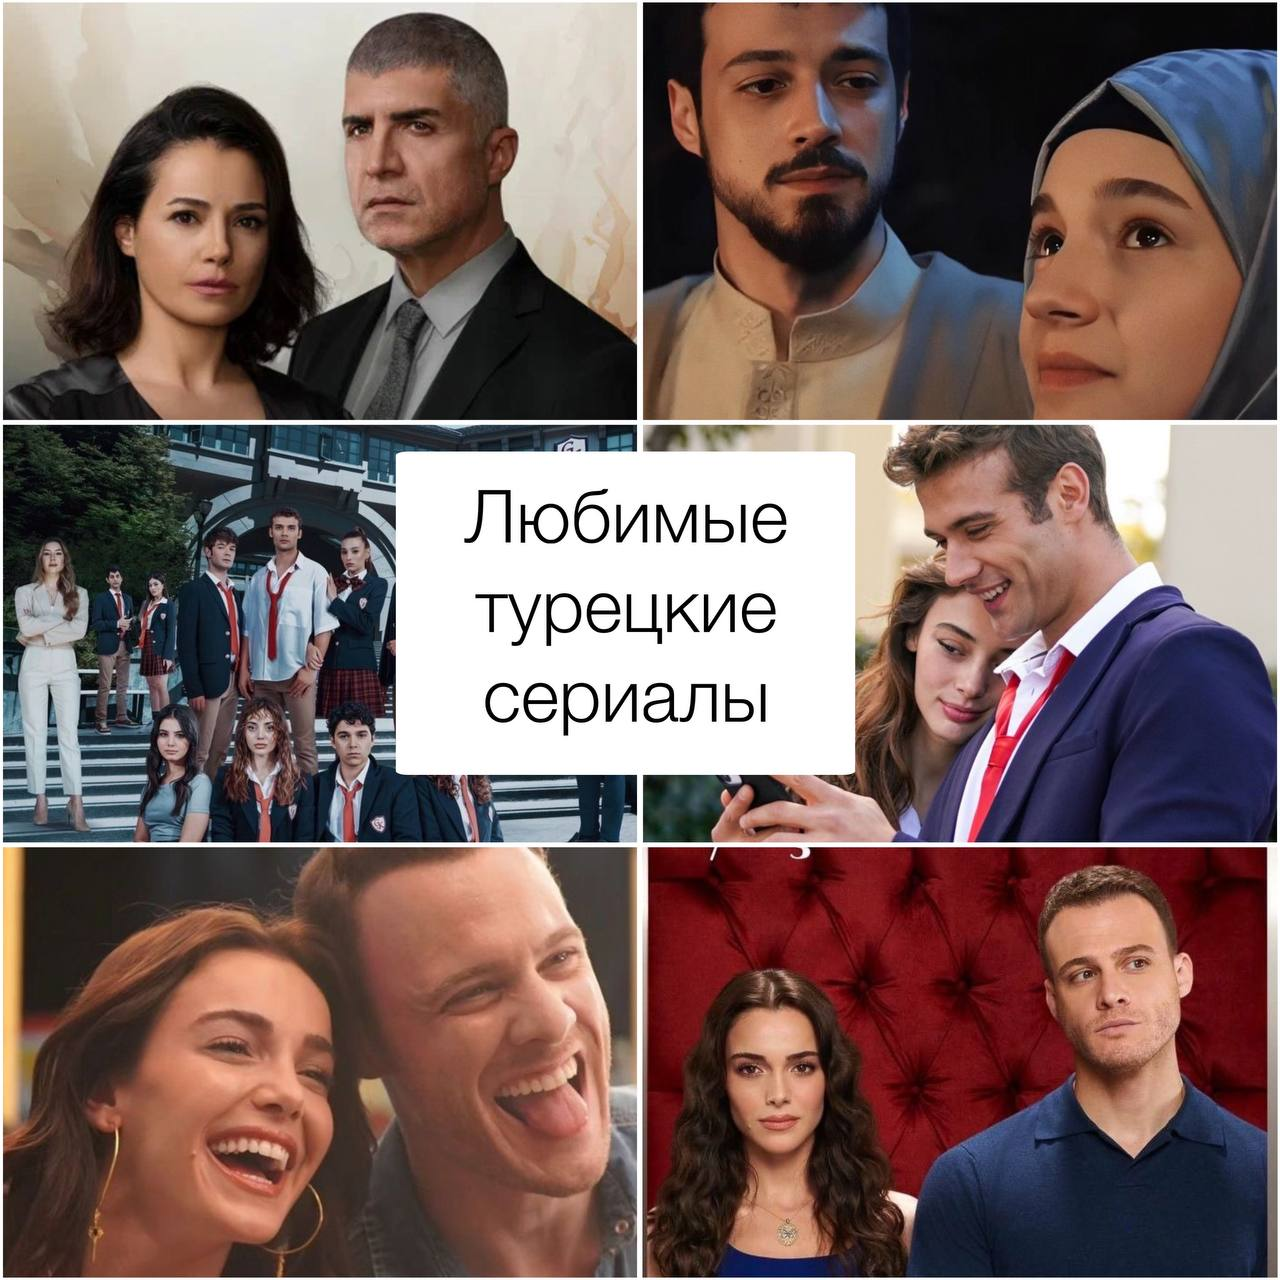 Любимые
турецкие
сериалы